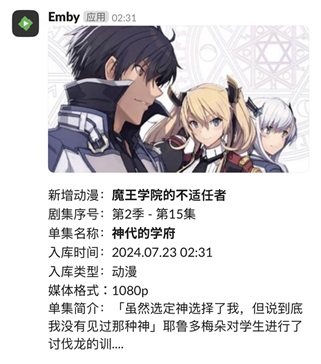 Emby 应用 02:31
新增动漫：魔王学院的不适任者
剧集序号：第2季 - 第15集
单集名称：神代的学府
入库时间：2024.07.23 02:31
入库类型：动漫
媒体格式：1080p
单集简介：「虽然选定神选择了我，但说到底
我没有见过那种神」耶鲁多梅朵对学生进行了
讨伐龙的训....